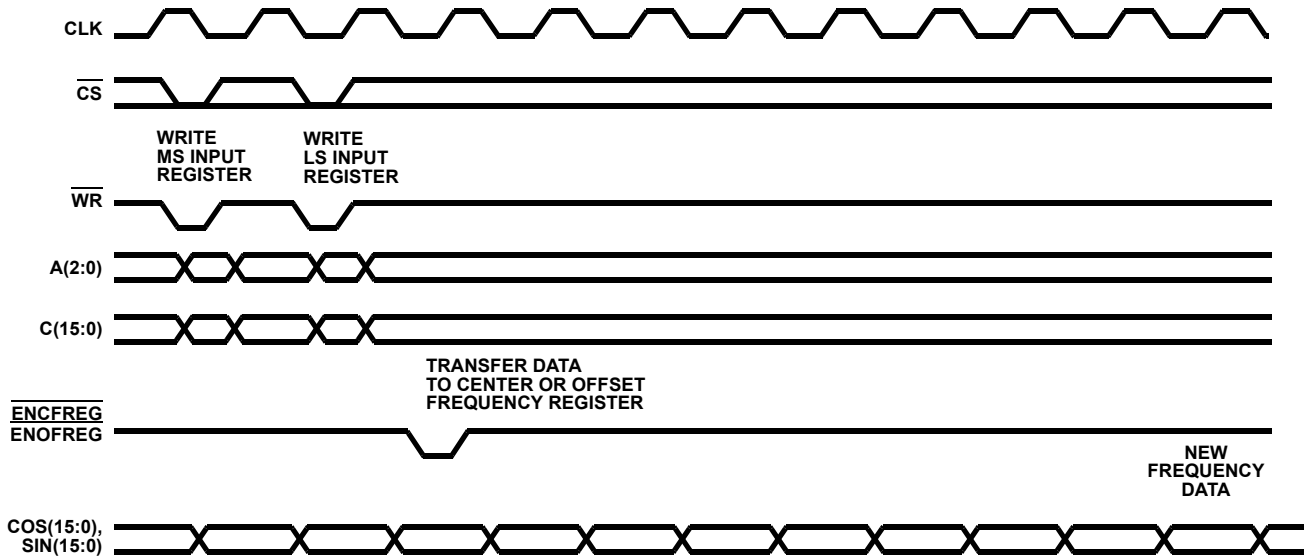 CLK
CS
WRITE
MS INPUT
REGISTER
WRITE
LS INPUT
REGISTER
WR
A(2:0)
C(15:0)
TRANSFER DATA
TO CENTER OR OFFSET
FREQUENCY REGISTER
ENCFREG
ENOFREG
NEW
FREQUENCY
DATA
COS(15:0),
SIN(15:0)